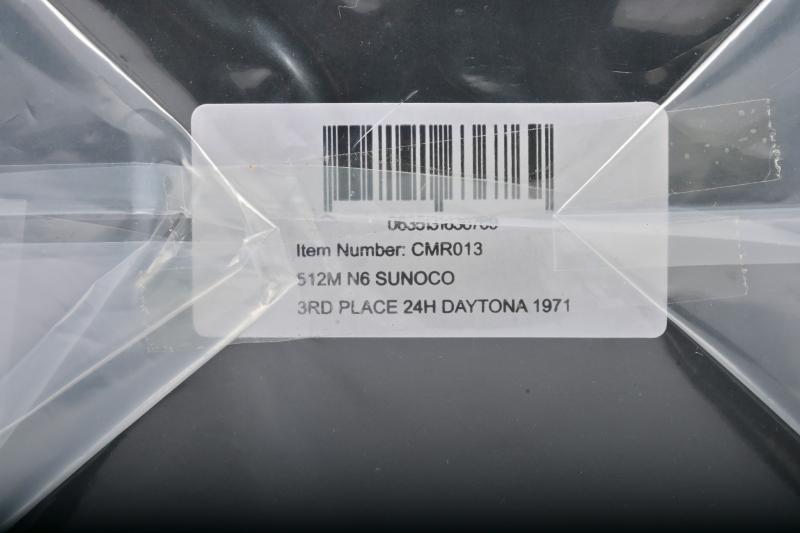 Item Number: CMR013
512M N6 SUNOCO
3RD PLACE 24H DAYTONA 1971